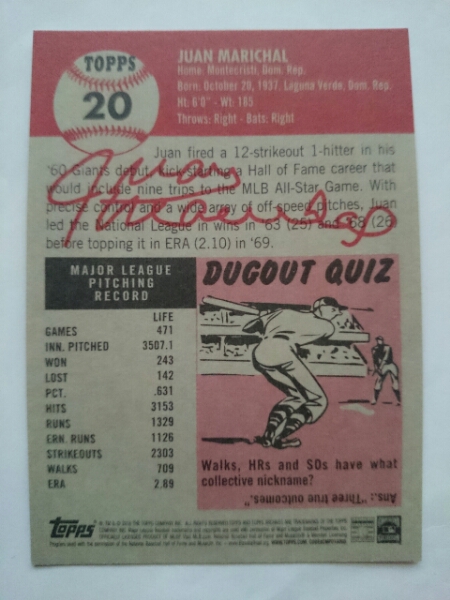 TOPPS
20
JUAN MARICHAL
Home: Montecristi, Dom. Rep.
Born: October 20, 1937, Laguna Verde, Dom. Rep.
Ht: 6'0" - Wt: 185
Throws: Right - Bats: Right
Juan fired a 12-strikeout 1-hitter in his
'60 Giants debut, kick-starting a Hall of Fame career that
would include nine trips to the MLB All-Star Game. With
precise control and a wide array of off-speed pitches, Juan
led the National League in wins in '63 (25) and '68 (26)
before topping it in ERA (2.10) in '69.
Juan
Marichal
MAJOR LEAGUE
PITCHING
RECORD
LIFE
GAMES 471
INN. PITCHED 3507.1
WON 243
LOST 142
PCT. .631
HITS 3153
RUNS 1329
ERN. RUNS 1126
STRIKEOUTS 2303
WALKS 709
ERA 2.89
DUGOUT QUIZ
Walks, HRs and SOs have what
collective nickname?
Ans.: "Three true outcomes."
Topps